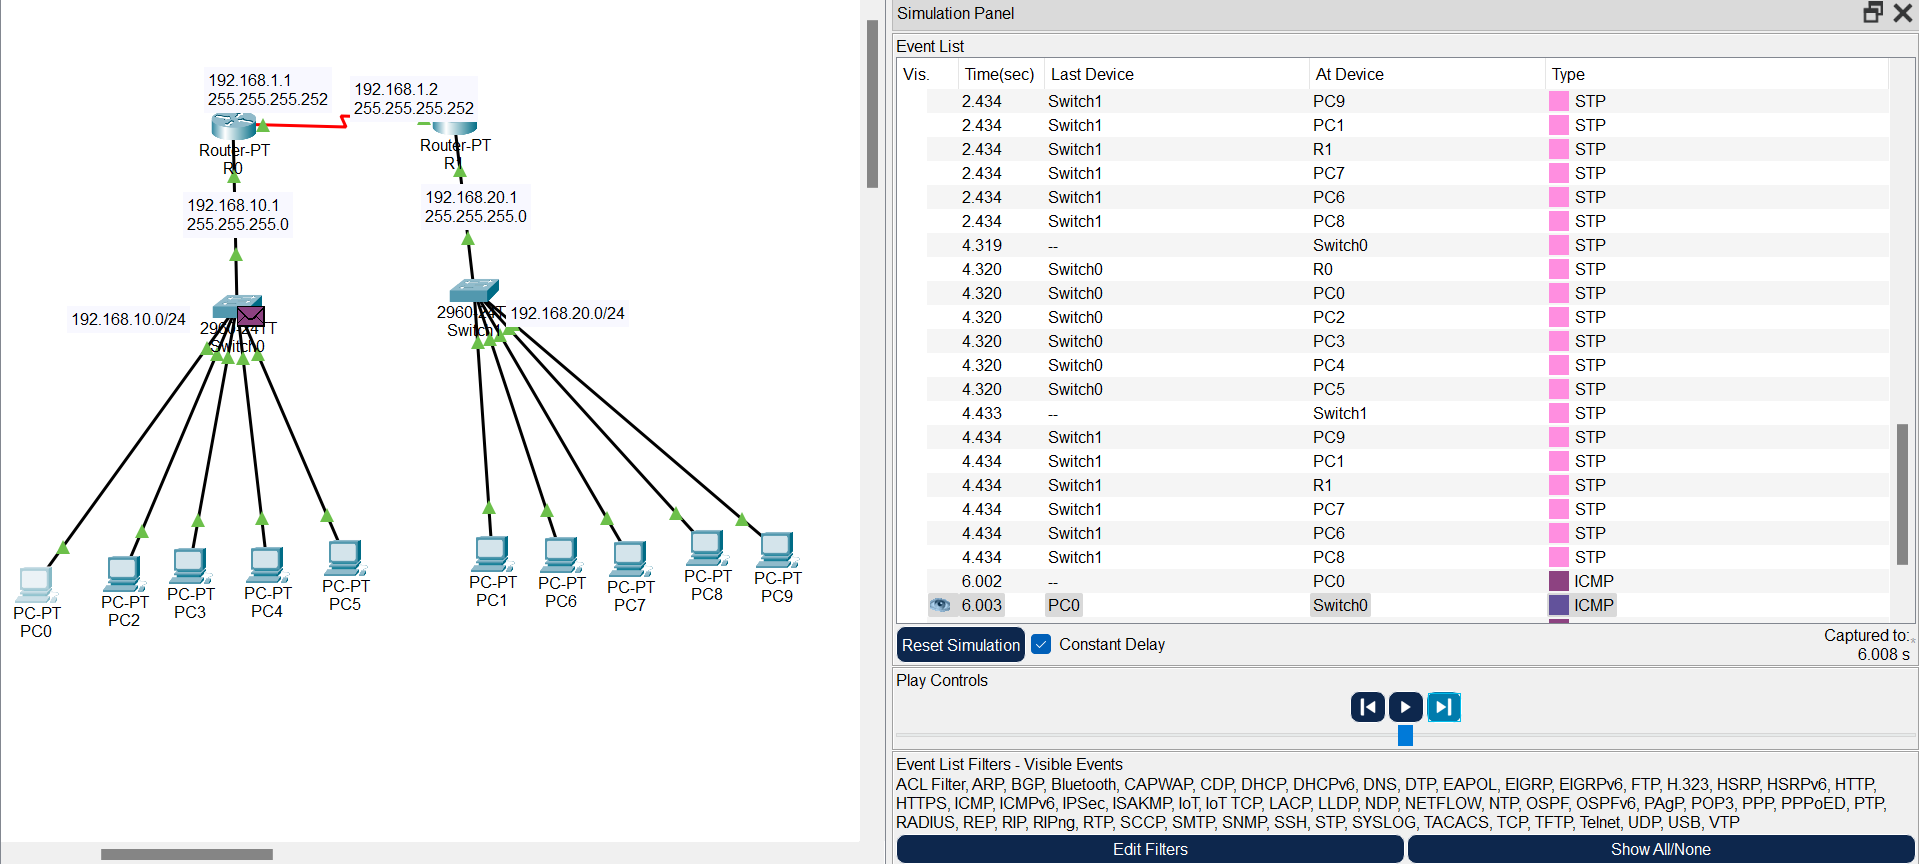 192.168.1.1
255.255.255.252
192.168.1.2
255.255.255.252
Router-PT
R0
Router-PT
192.168.10.1
255.255.255.0
192.168.20.1
255.255.255.0
192.168.10.0/24
Switch0
192.168.20.0/24
PC-PT
PC0
PC-PT
PC2
PC-PT
PC3
PC-PT
PC4
PC-PT
PC5
PC-PT
PC1
PC-PT
PC6
PC-PT
PC7
PC-PT
PC8
PC-PT
PC9
Simulation Panel
Event List
Vis. Time(sec) Last Device At Device Type
2.434 Switch1 PC9 STP
2.434 Switch1 PC1 STP
2.434 Switch1 R1 STP
2.434 Switch1 PC7 STP
2.434 Switch1 PC6 STP
2.434 Switch1 PC8 STP
4.319 -- Switch0 STP
4.320 Switch0 R0 STP
4.320 Switch0 PC0 STP
4.320 Switch0 PC2 STP
4.320 Switch0 PC3 STP
4.320 Switch0 PC4 STP
4.320 Switch0 PC5 STP
4.433 -- Switch1 STP
4.434 Switch1 PC9 STP
4.434 Switch1 PC1 STP
4.434 Switch1 R1 STP
4.434 Switch1 PC7 STP
4.434 Switch1 PC6 STP
4.434 Switch1 PC8 STP
6.002 -- PC0 ICMP
6.003 PC0 Switch0 ICMP
Reset Simulation Constant Delay
Captured to:
6.008 s
Play Controls
Event List Filters - Visible Events
ACL Filter, ARP, BGP, Bluetooth, CAPWAP, CDP, DHCP, DHCPv6, DNS, DTP, EAPOL, EIGRP, EIGRPv6, FTP, H.323, HSRP, HSRPv6, HTTP,
HTTPS, ICMP, ICMPv6, IPSec, ISAKMP, IoT, IoT TCP, LACP, LLDP, NDP, NETFLOW, NTP, OSPF, OSPFv6, PAgP, POP3, PPP, PPPoED, PTP,
RADIUS, REP, RIP, RIPng, RTP, SCCP, SMTP, SNMP, SSH, STP, SYSLOG, TACACS, TCP, TFTP, Telnet, UDP, USB, VTP
Edit Filters Show All/None